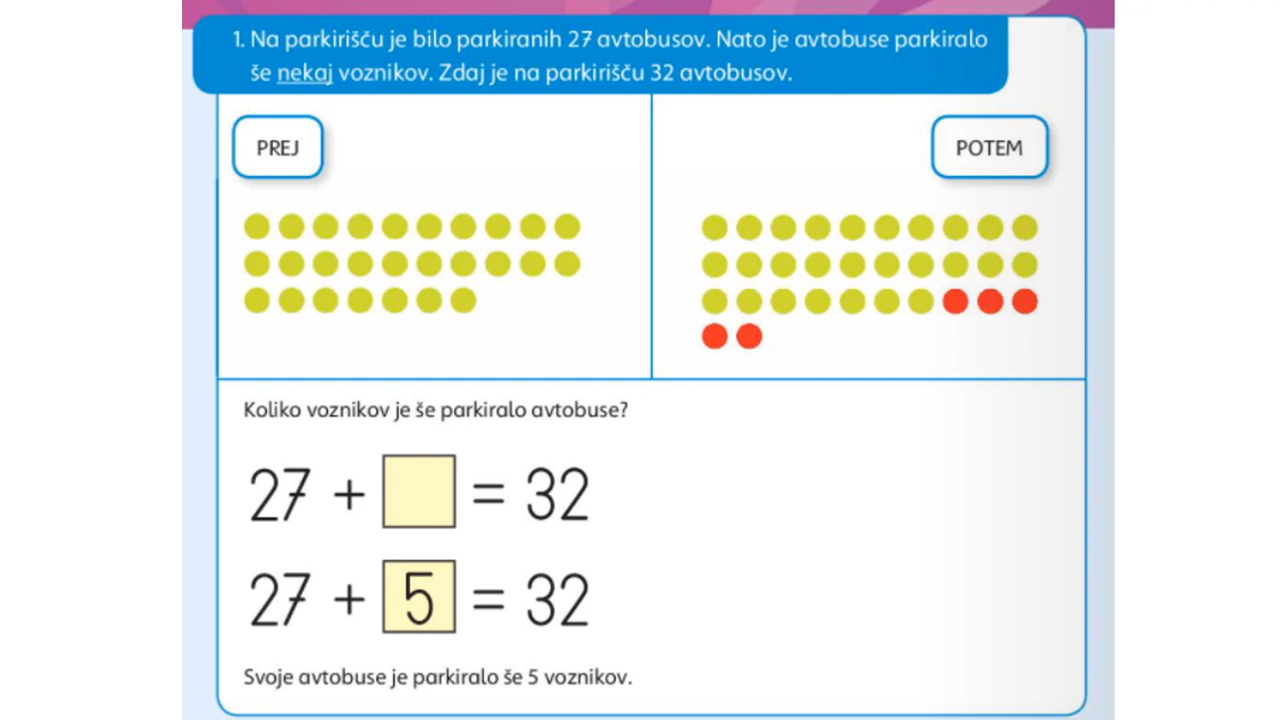 1. Na parkirišču je bilo parkiranih 27 avtobusov. Nato je avtobuse parkiralo
še nekaj voznikov. Zdaj je na parkirišču 32 avtobusov.
PREJ
POTEM
Koliko voznikov je še parkiralo avtobuse?
27 + = 32
27 + 5 = 32
Svoje avtobuse je parkiralo še 5 voznikov.